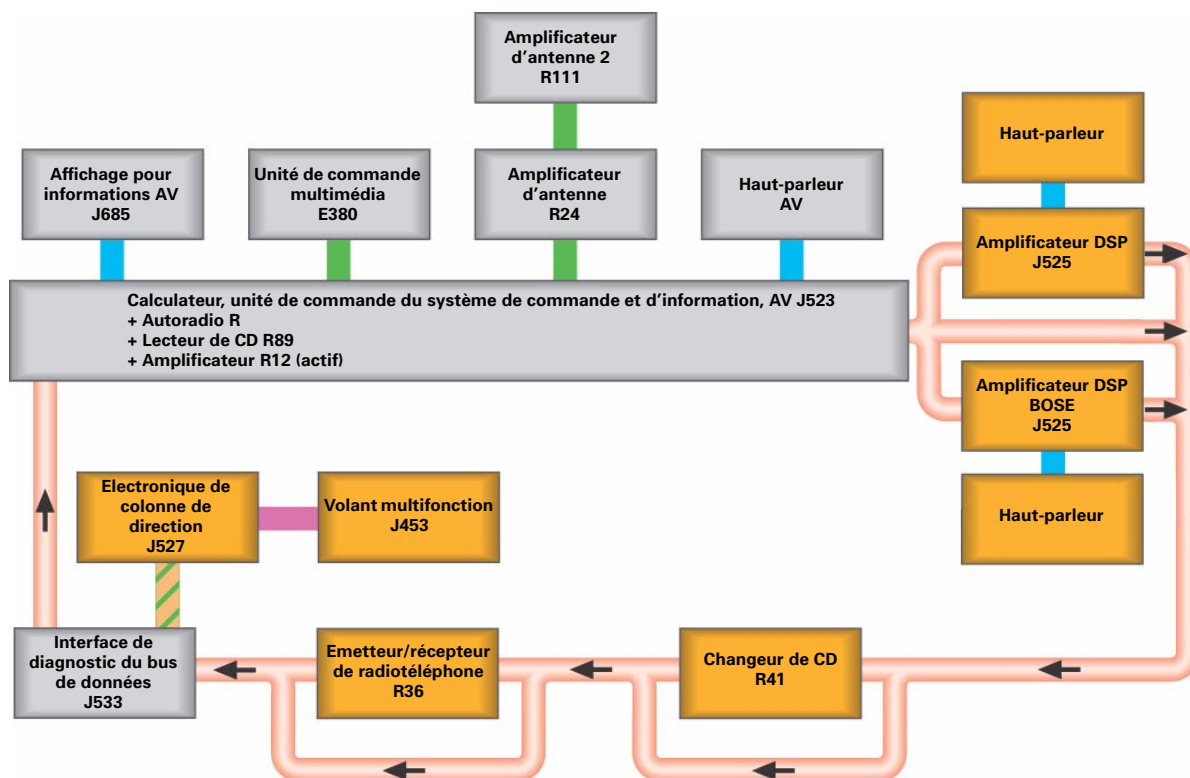 Amplificateur
d’antenne 2
R111
Haut-parleur
Affichage pour
informations AV
J685
Unité de commande
multimédia
E380
Amplificateur
d’antenne
R24
Haut-parleur
AV
Amplificateur DSP
J525
Calculateur, unité de commande du système de commande et d’information, AV J523
+ Autoradio R
+ Lecteur de CD R89
+ Amplificateur R12 (actif)
Amplificateur DSP
BOSE
J525
Haut-parleur
Electronique de
colonne de
direction
J527
Volant multifonction
J453
Interface de
diagnostic du bus
de données
J533
Emetteur/récepteur
de radiotéléphone
R36
Changeur de CD
R41